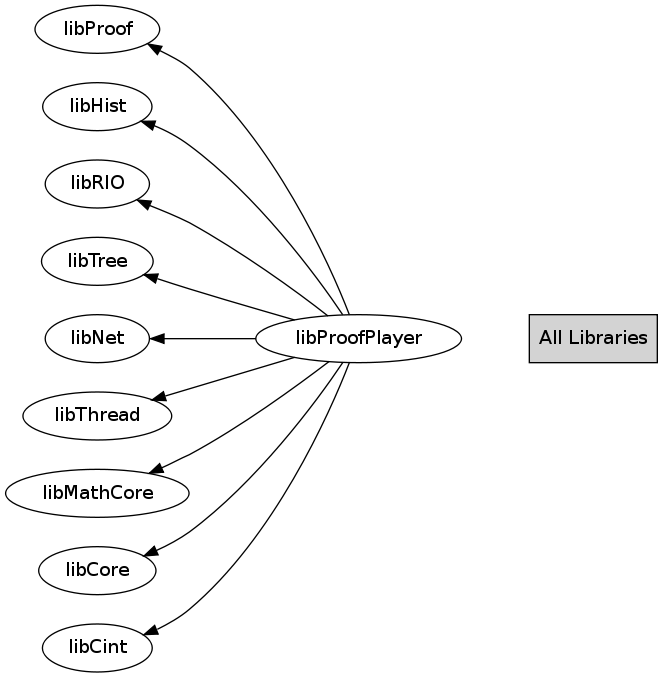 libProof
libHist
libRIO
libTree
libNet
libProofPlayer
All Libraries
libThread
libMathCore
libCore
libCint